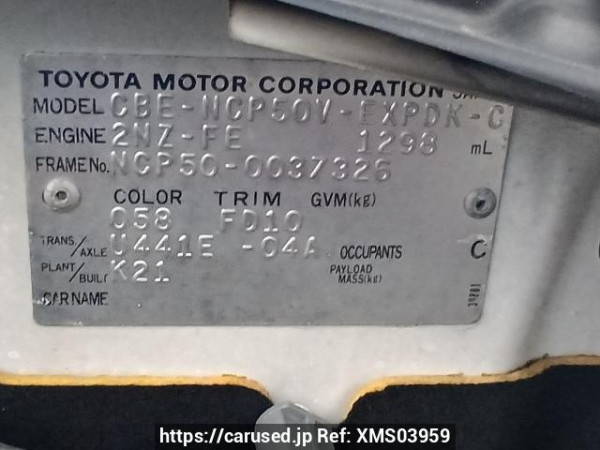 TOYOTA MOTOR CORPORATION JA
MODEL CBE-NCP50V-EXPDK-C
ENGINE 2NZ-FE 1298 mL
FRAME No. NCP50-0037326
COLOR TRIM GVM(kg)
058 FD10
TRANS/AXLE U441E -04A OCCUPANTS C
PLANT/BUILT K21 PAYLOAD MASS(kg)
CAR NAME
https://carused.jp Ref: XMS03959